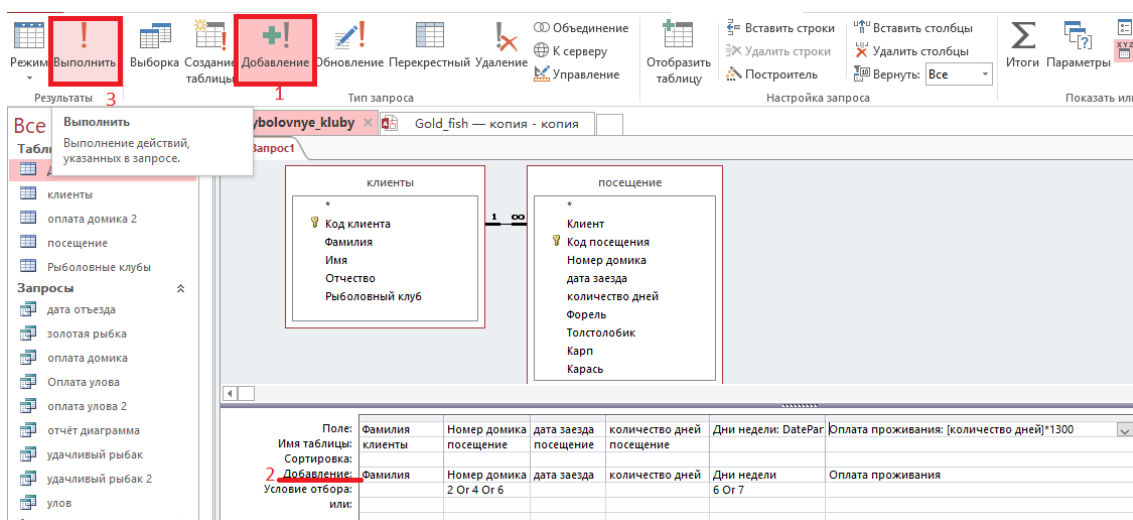 Объединение
К серверу
Управление
Вставить строки
Удалить строки
Построитель
Вставить столбцы
Удалить столбцы
Вернуть: Все
Режим Выполнить Выборка Создание таблицы Добавление Обновление Перекрестный Удаление
Отобразить таблицу
Итоги Параметры
XYZ
Результаты 3
1
Тип запроса
Настройка запроса
Показать или
Все
Выполнить
Выполнение действий,
указанных в запросе.
ybolovnye_kluby
Gold_fish — копия - копия
Табл
Запрос1
клиенты
оплата домика 2
посещение
Рыболовные клубы
Запросы
дата отъезда
золотая рыбка
оплата домика
Оплата улова
оплата улова 2
отчёт диаграмма
удачливый рыбак
удачливый рыбак 2
улов
клиенты
*
Код клиента
Фамилия
Имя
Отчество
Рыболовный клуб
1 ∞
посещение
*
Клиент
Код посещения
Номер домика
дата заезда
количество дней
Форель
Толстолобик
Карп
Карась
Поле: Фамилия Номер домика дата заезда количество дней Дни недели: DatePar Оплата проживания: [количество дней]*1300
Имя таблицы: клиенты посещение посещение посещение
Сортировка:
2 Добавление: Фамилия Номер домика дата заезда количество дней Дни недели Оплата проживания
Условие отбора: 2 Or 4 Or 6 6 Or 7
или: